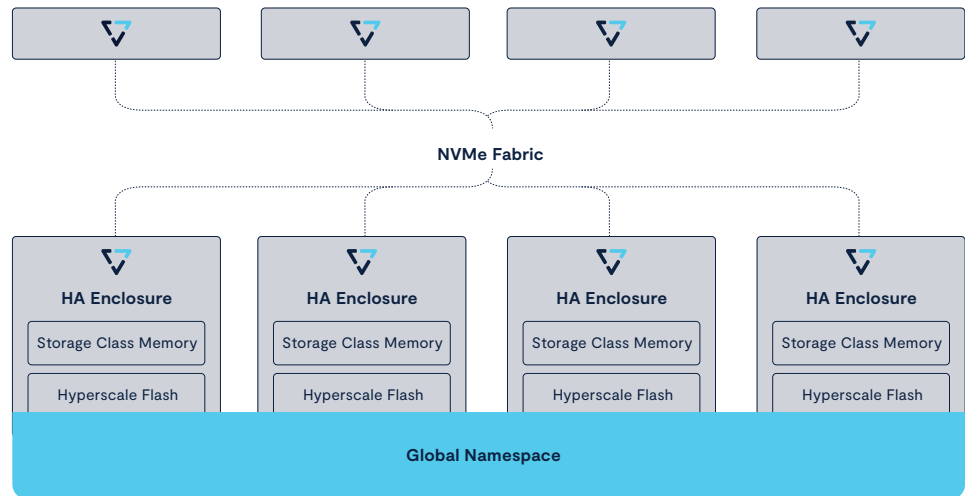 NVMe Fabric
HA Enclosure
Storage Class Memory
Hyperscale Flash
HA Enclosure
Storage Class Memory
Hyperscale Flash
HA Enclosure
Storage Class Memory
Hyperscale Flash
HA Enclosure
Storage Class Memory
Hyperscale Flash
Global Namespace